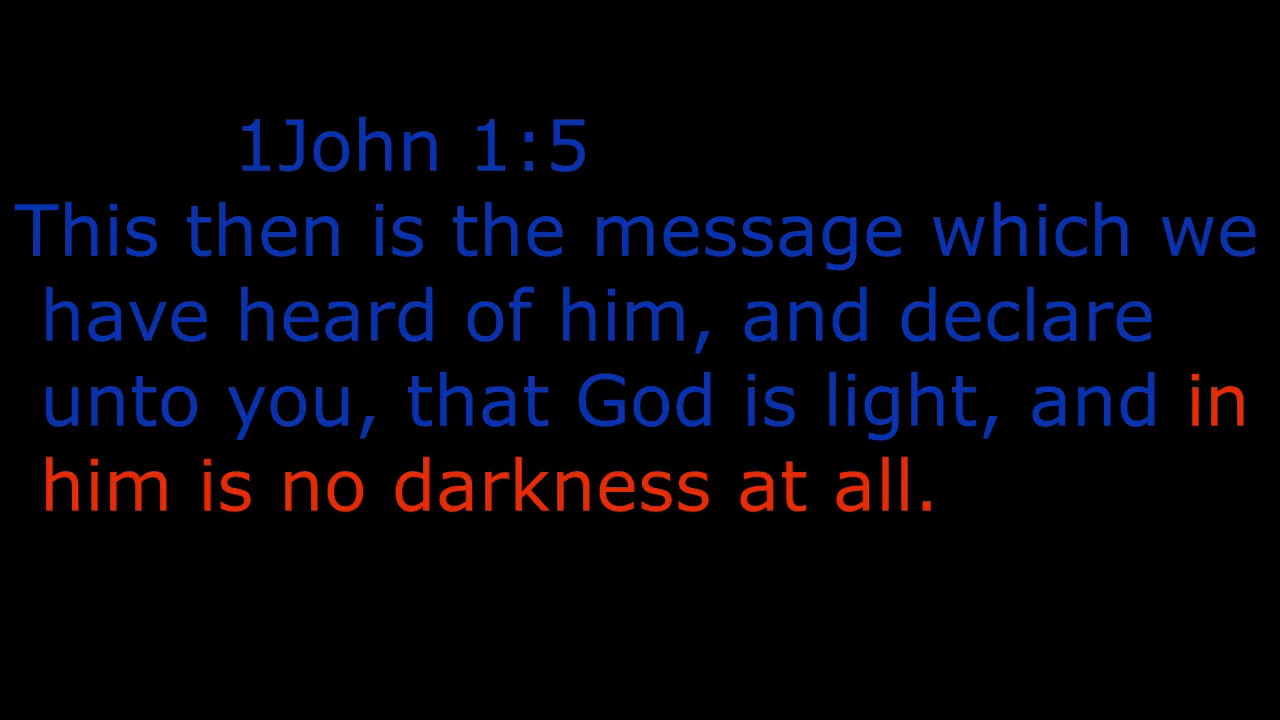 1John 1:5
This then is the message which we
have heard of him, and declare
unto you, that God is light, and in
him is no darkness at all.